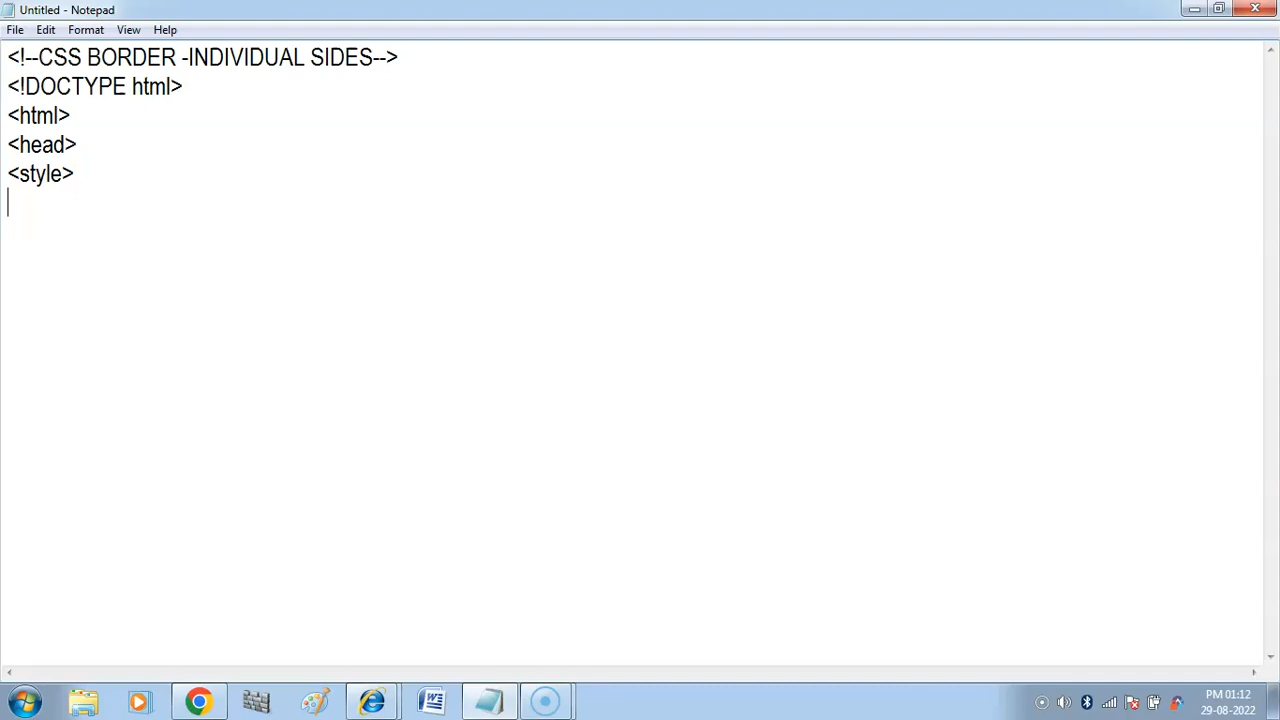 Untitled - Notepad
File Edit Format View Help
<!--CSS BORDER -INDIVIDUAL SIDES-->
<!DOCTYPE html>
<html>
<head>
<style>
PM 01:12
29-08-2022